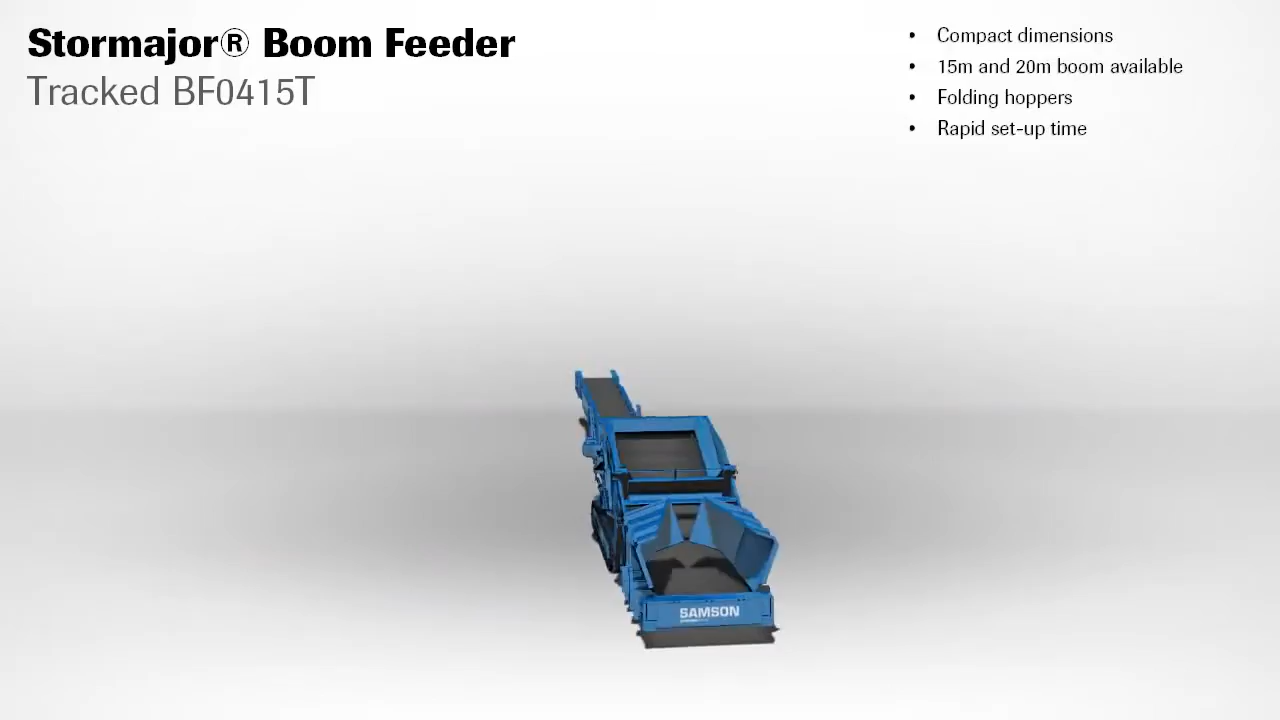 Stormajor® Boom Feeder
Tracked BF0415T
• Compact dimensions
• 15m and 20m boom available
• Folding hoppers
• Rapid set-up time
SAMSON